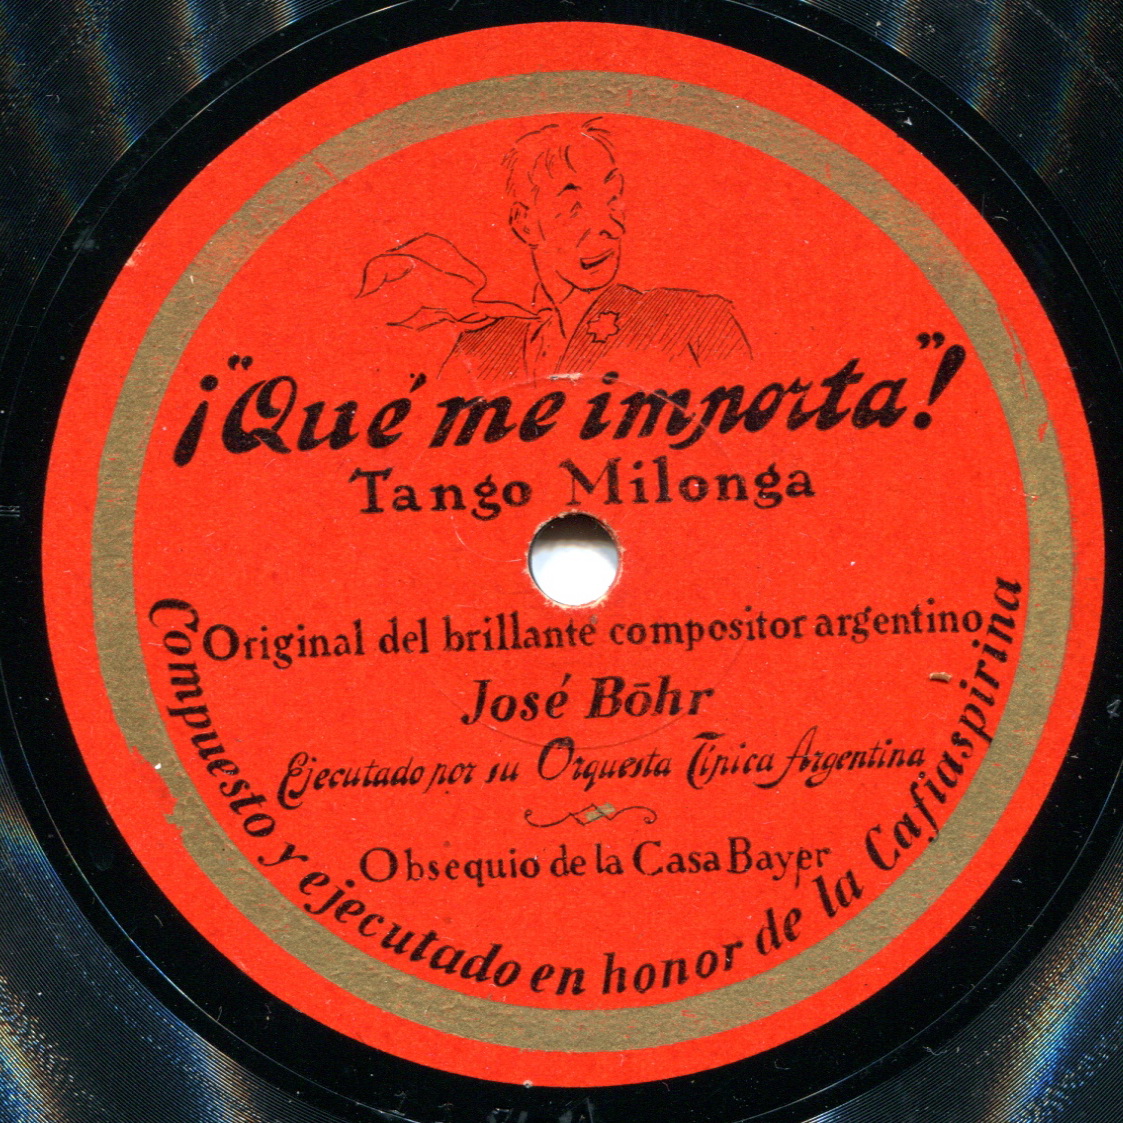 ¡"Qué me importa"!
Tango Milonga
Original del brillante compositor argentino
José Bōhr
Ejecutado por su Orquesta Típica Argentina
Obsequio de la Casa Bayer
Compuesto y ejecutado en honor de la Cafiaspirina